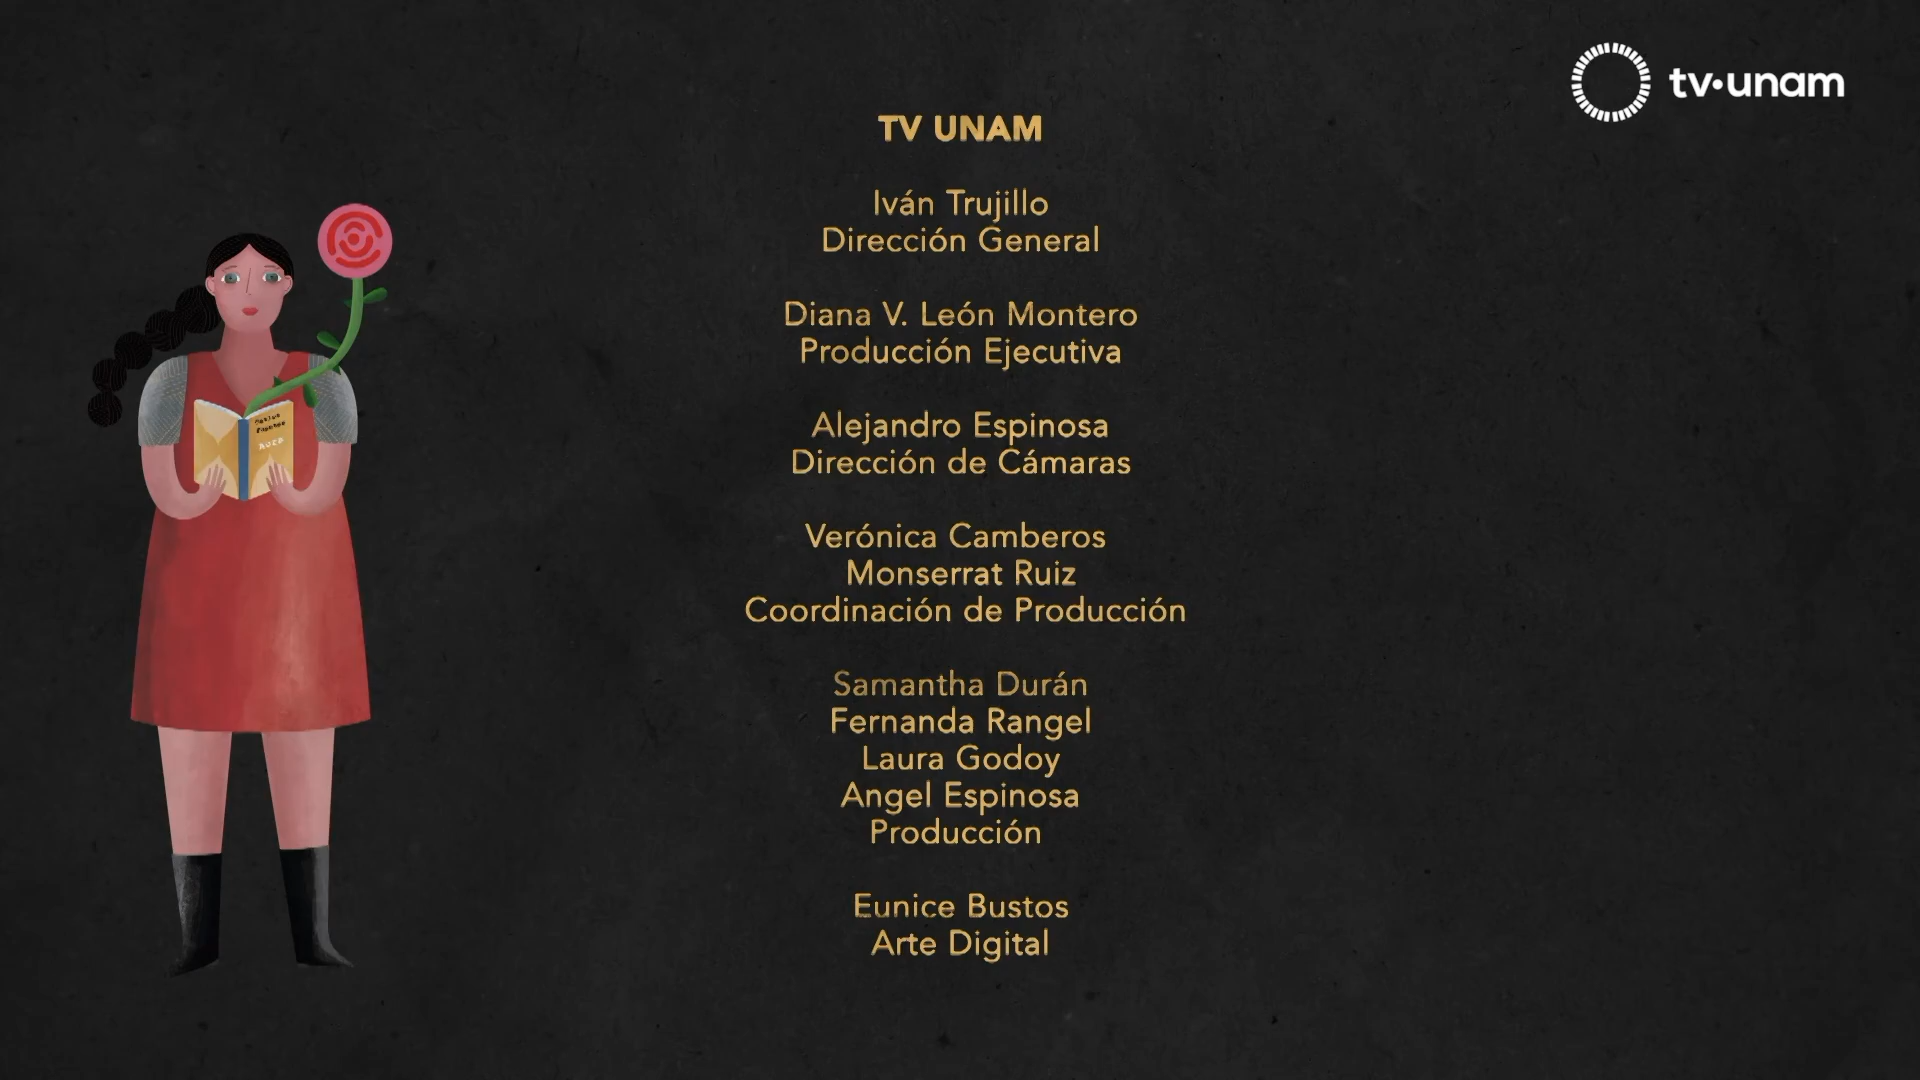 tv·unam
TV UNAM
Iván Trujillo
Dirección General
Diana V. León Montero
Producción Ejecutiva
Alejandro Espinosa
Dirección de Cámaras
Verónica Camberos
Monserrat Ruiz
Coordinación de Producción
Samantha Durán
Fernanda Rangel
Laura Godoy
Angel Espinosa
Producción
Eunice Bustos
Arte Digital